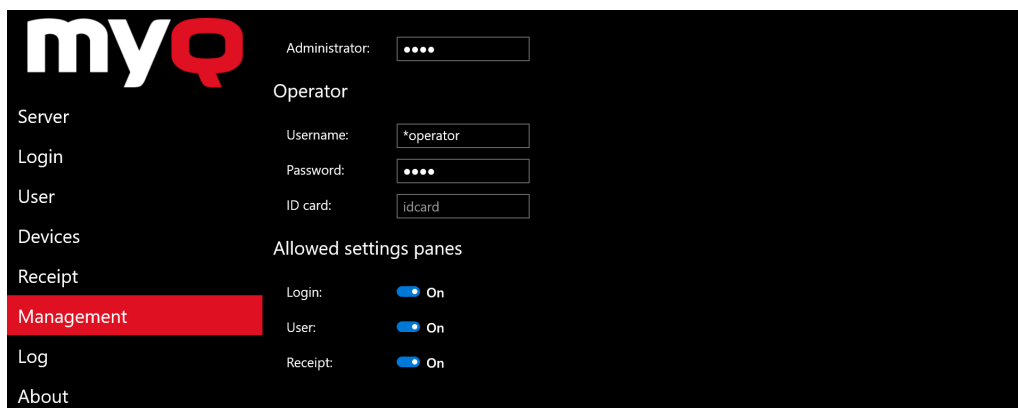 myQ
Server
Login
User
Devices
Receipt
Management
Log
About
Administrator: ••••
Operator
Username: *operator
Password: ••••
ID card: idcard
Allowed settings panes
Login: On
User: On
Receipt: On